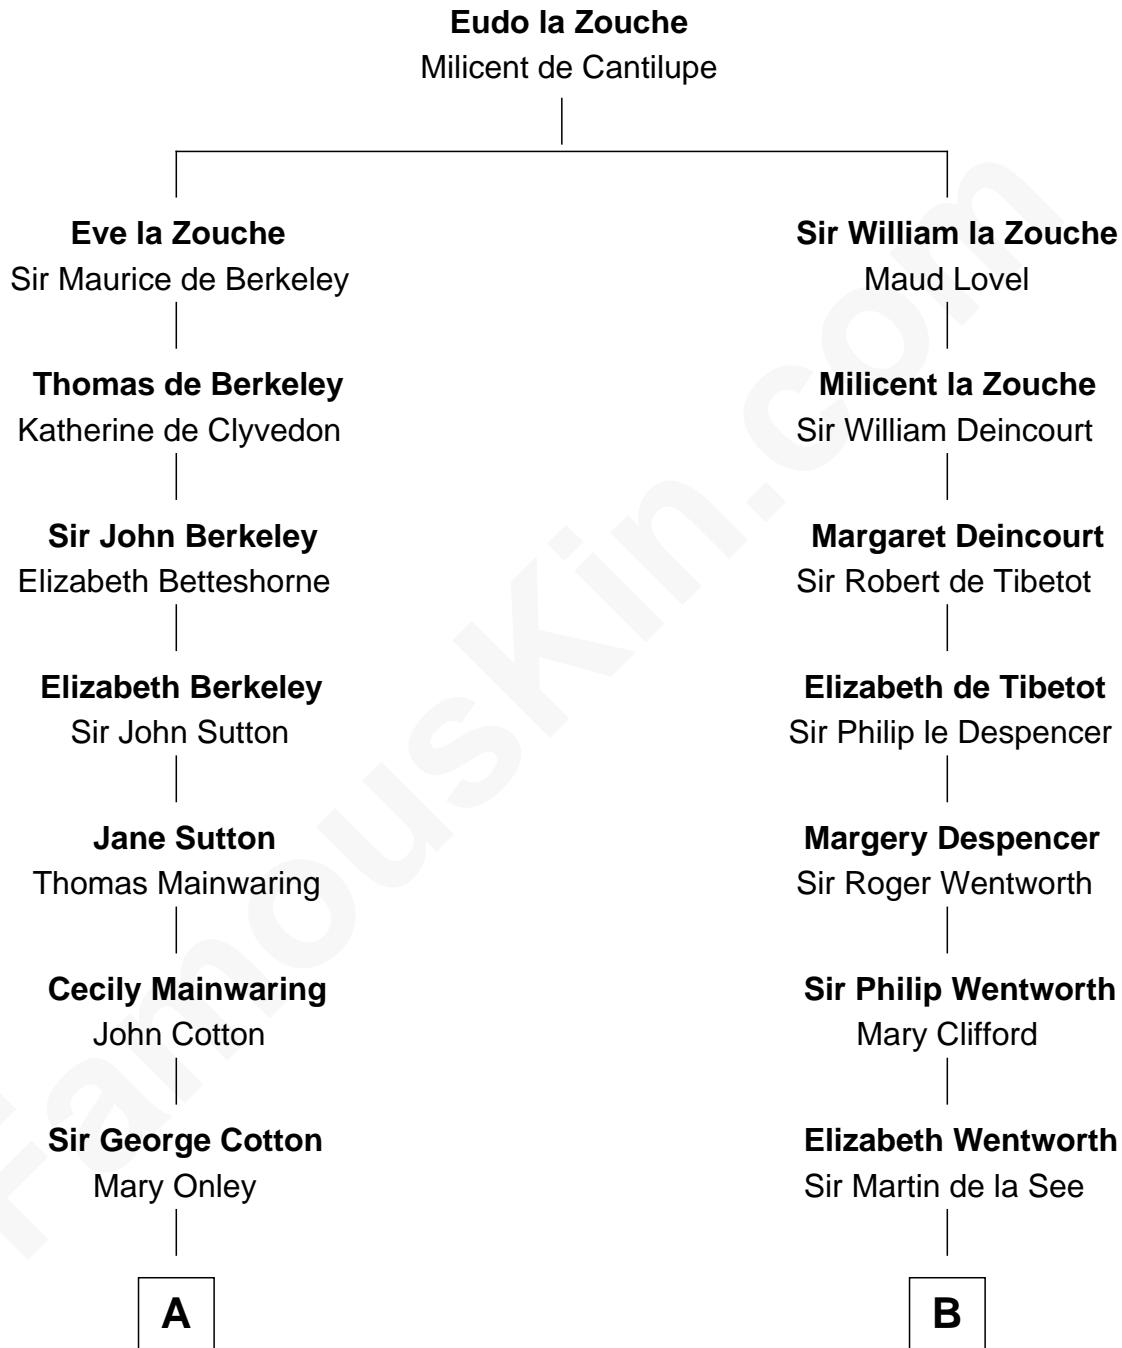 Eudo la Zouche
Milicent de Cantilupe
Eve la Zouche
Sir Maurice de Berkeley
Thomas de Berkeley
Katherine de Clyvedon
Sir John Berkeley
Elizabeth Betteshorne
Elizabeth Berkeley
Sir John Sutton
Jane Sutton
Thomas Mainwaring
Cecily Mainwaring
John Cotton
Sir George Cotton
Mary Onley
A
Sir William la Zouche
Maud Lovel
Milicent la Zouche
Sir William Deincourt
Margaret Deincourt
Sir Robert de Tibetot
Elizabeth de Tibetot
Sir Philip le Despencer
Margery Despencer
Sir Roger Wentworth
Sir Philip Wentworth
Mary Clifford
Elizabeth Wentworth
Sir Martin de la See
B
FamousKin.com